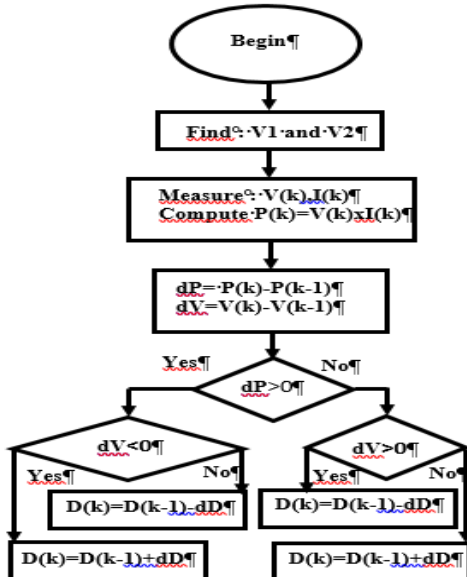 Begin¶
Find°:·V1·and·V2¶
Measure°:·V(k),I(k)¶
Compute·P(k)=V(k)xI(k)¶
dP=·P(k)-P(k-1)¶
dV=V(k)-V(k-1)¶
Yes¶
No¶
dP>0¶
dV<0¶
dV>0¶
Yes¶
No¶
Yes¶
No¶
D(k)=D(k-1)-dD¶
D(k)=D(k-1)-dD¶
D(k)=D(k-1)+dD¶
D(k)=D(k-1)+dD¶